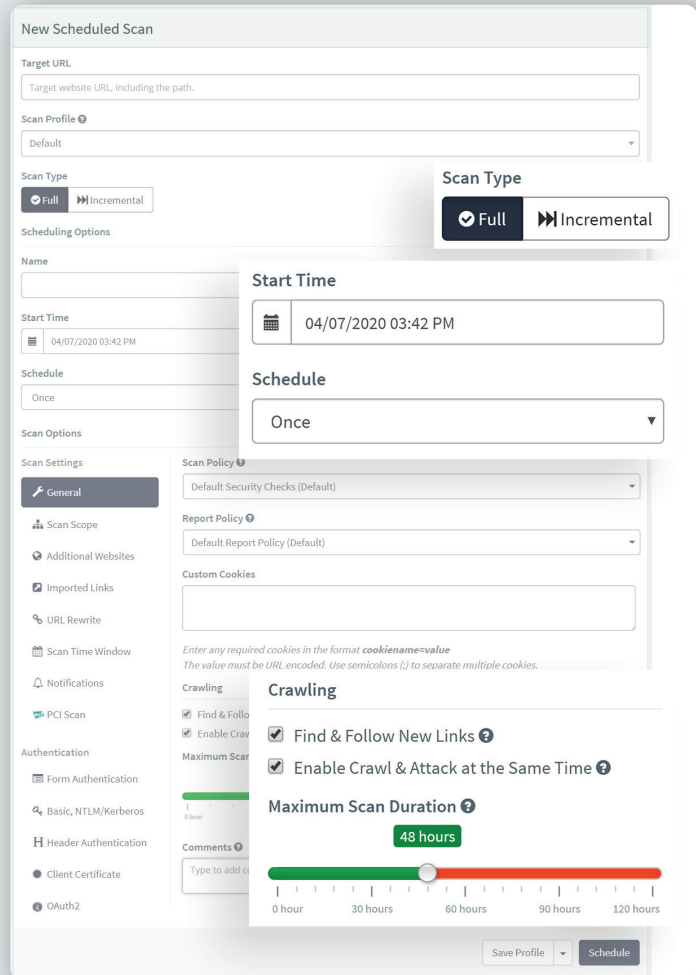 New Scheduled Scan
Target URL
Target website URL, including the path.
Scan Profile
Default
Scan Type
Full Incremental
Scan Type
Full Incremental
Scheduling Options
Name
Start Time
04/07/2020 03:42 PM
Start Time
04/07/2020 03:42 PM
Schedule
Once
Schedule
Once
Scan Options
Scan Settings
General
Scan Scope
Additional Websites
Imported Links
URL Rewrite
Scan Time Window
Notifications
PCI Scan
Authentication
Form Authentication
Basic, NTLM/Kerberos
Header Authentication
Client Certificate
OAuth2
Scan Policy
Default Security Checks (Default)
Report Policy
Default Report Policy (Default)
Custom Cookies
Enter any required cookies in the format cookiename=value
The value must be URL encoded. Use semicolons (;) to separate multiple cookies.
Crawling
Find & Follo
Enable Craw
Maximum Scan
0 hour
Comments
Type to add co
Crawling
Find & Follow New Links
Enable Crawl & Attack at the Same Time
Maximum Scan Duration
48 hours
0 hour 30 hours 60 hours 90 hours 120 hours
Save Profile Schedule